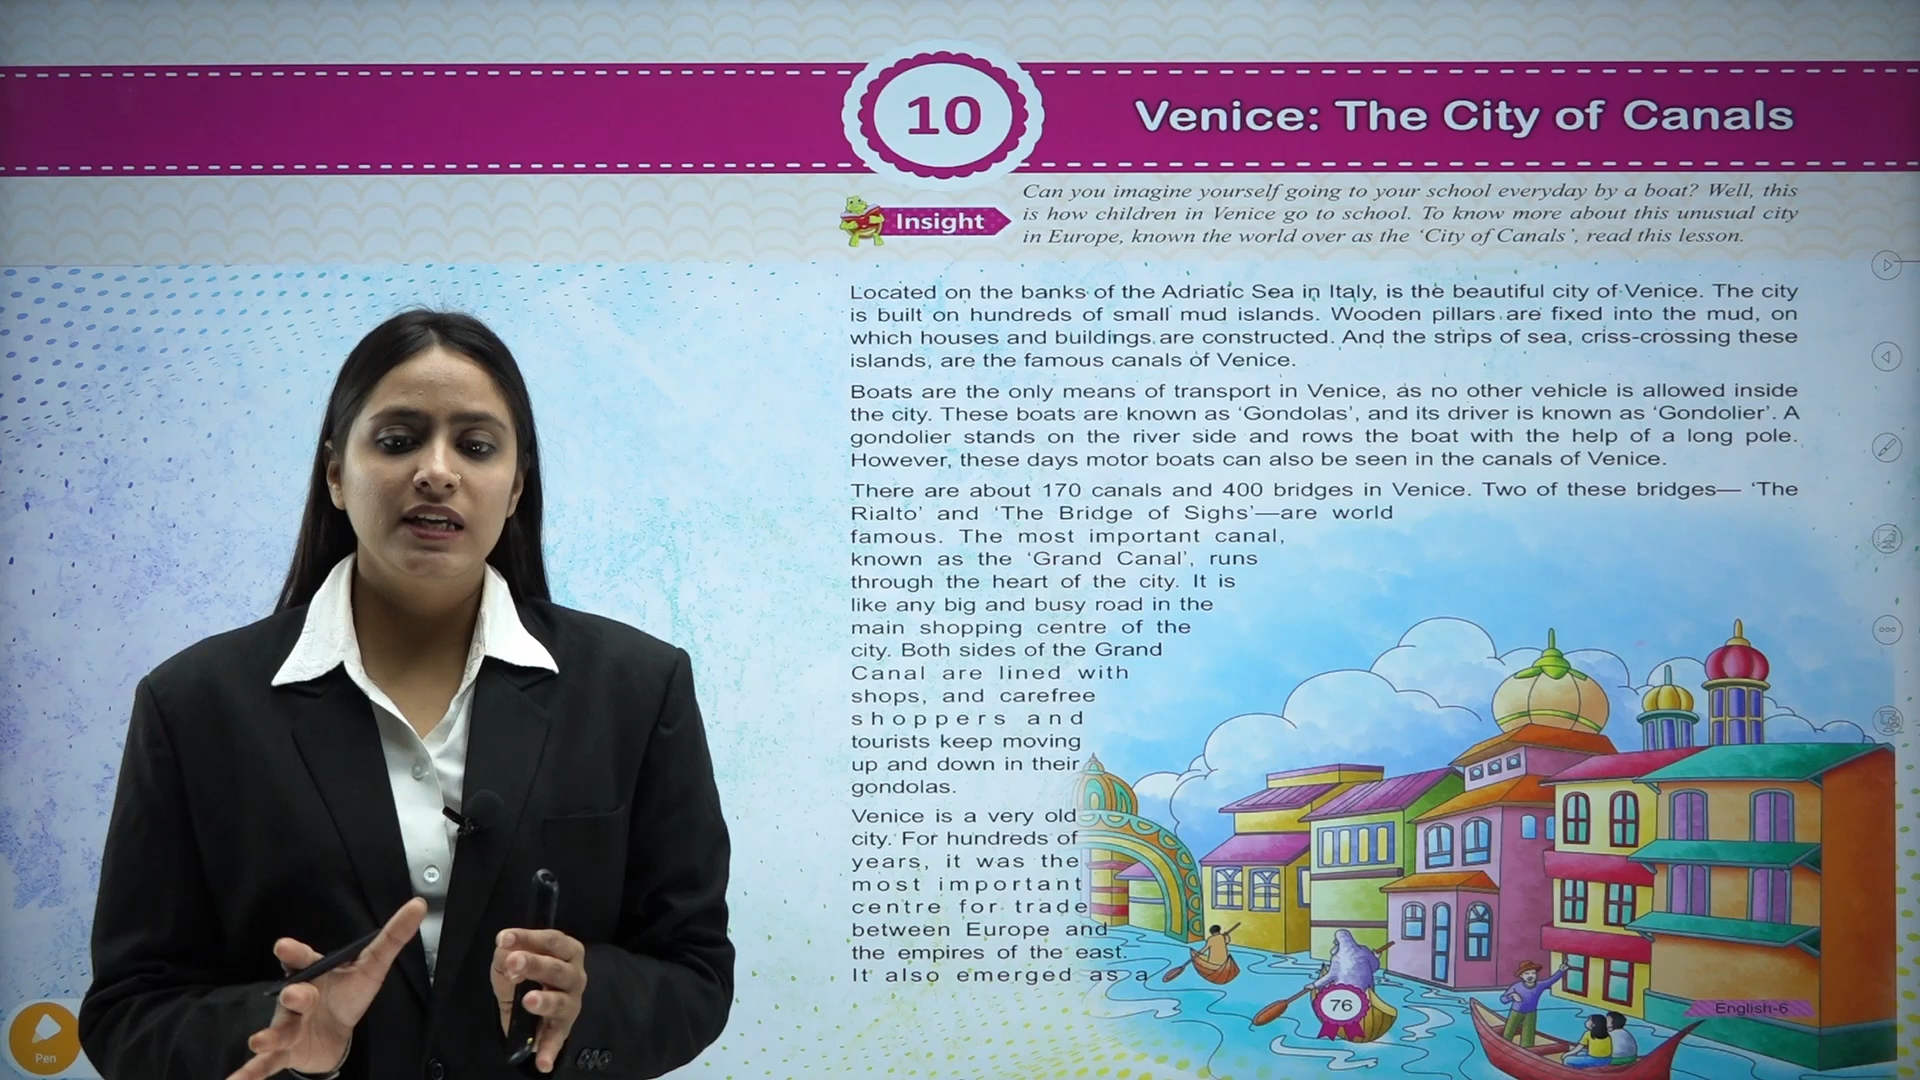 10
Venice: The City of Canals
Insight
Can you imagine yourself going to your school everyday by a boat? Well, this
is how children in Venice go to school. To know more about this unusual city
in Europe, known the world over as the ‘City of Canals’, read this lesson.
Located on the banks of the Adriatic Sea in Italy, is the beautiful city of Venice. The city
is built on hundreds of small mud islands. Wooden pillars are fixed into the mud, on
which houses and buildings are constructed. And the strips of sea, criss-crossing these
islands, are the famous canals of Venice.
Boats are the only means of transport in Venice, as no other vehicle is allowed inside
the city. These boats are known as ‘Gondolas’, and its driver is known as ‘Gondolier’. A
gondolier stands on the river side and rows the boat with the help of a long pole.
However, these days motor boats can also be seen in the canals of Venice.
There are about 170 canals and 400 bridges in Venice. Two of these bridges— ‘The
Rialto’ and ‘The Bridge of Sighs’—are world
famous. The most important canal,
known as the ‘Grand Canal’, runs
through the heart of the city. It is
like any big and busy road in the
main shopping centre of the
city. Both sides of the Grand
Canal are lined with
shops, and carefree
shoppers and
tourists keep moving
up and down in their
gondolas.
Venice is a very old
city. For hundreds of
years, it was the
most important
centre for trade
between Europe and
the empires of the east.
It also emerged as a
76
English-6
Pen